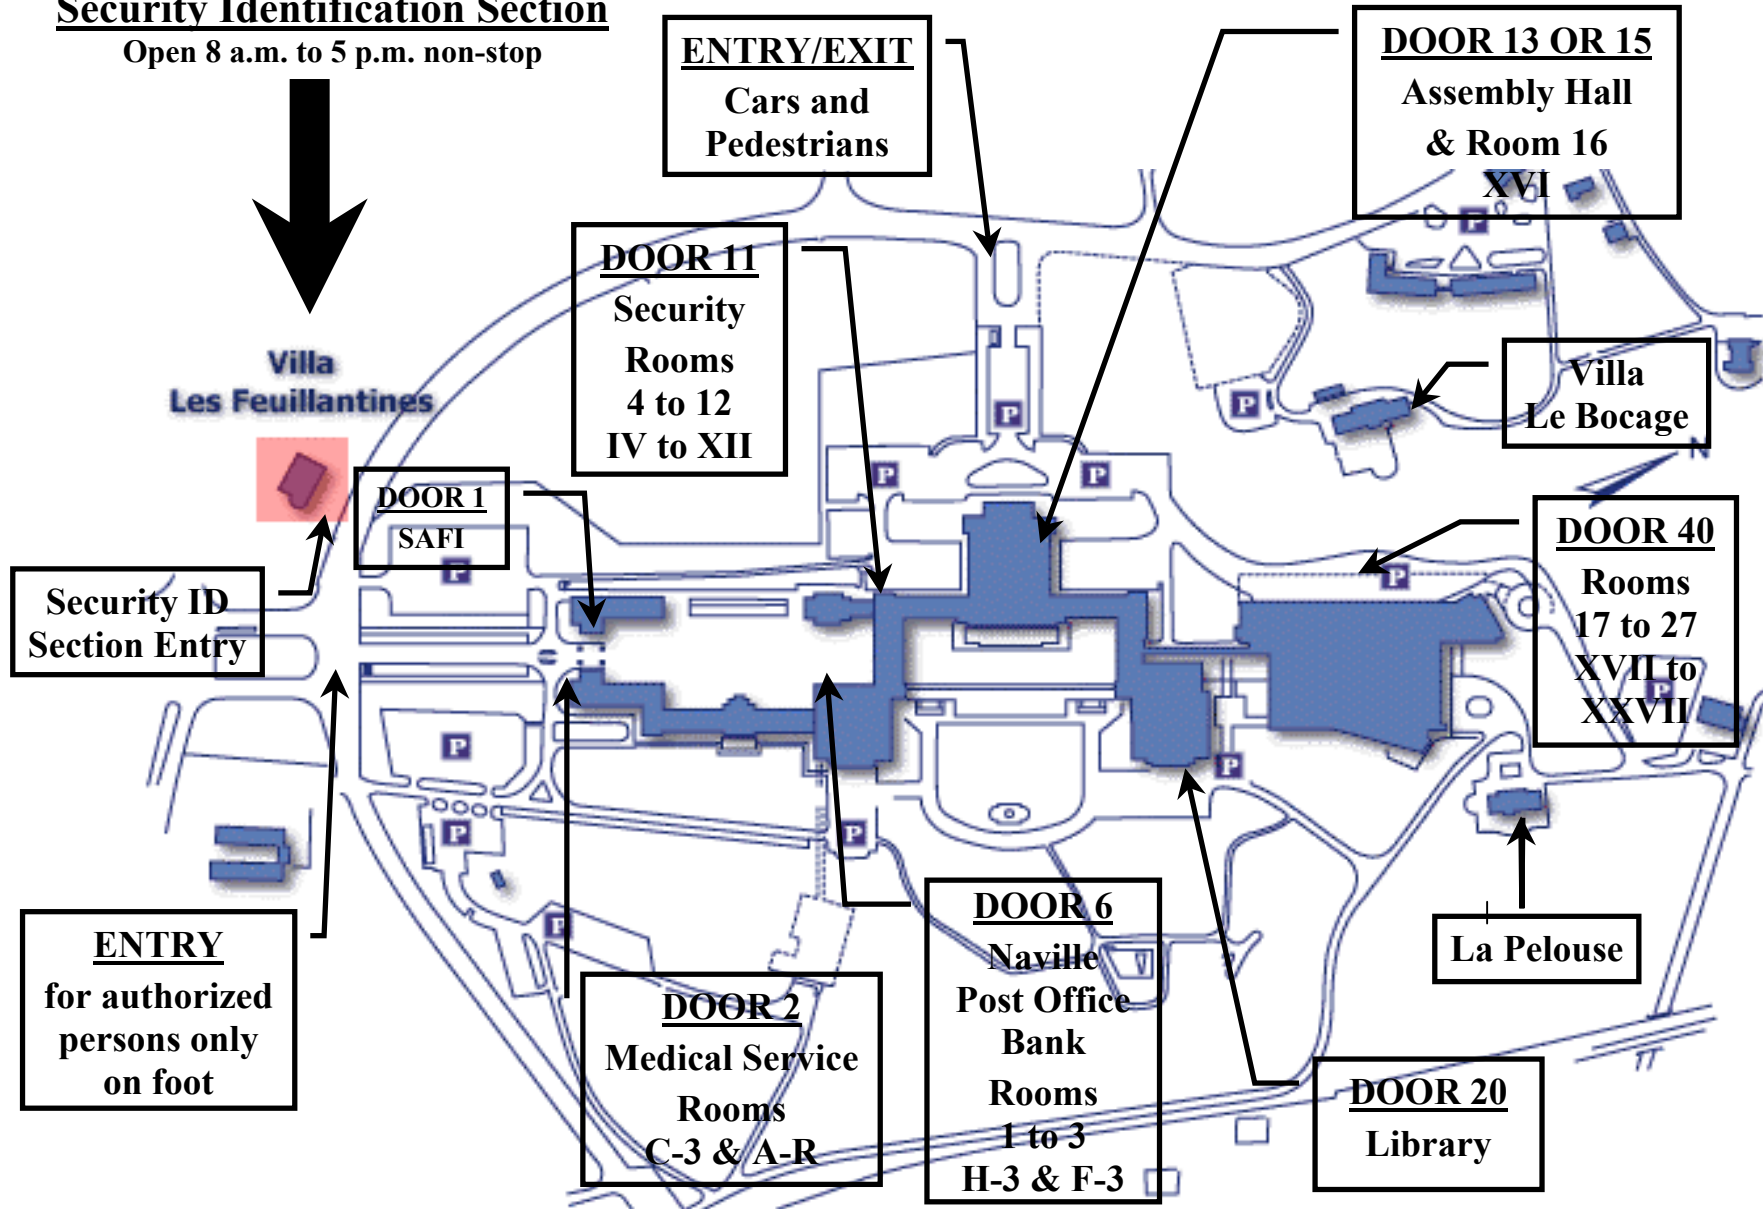 Security Identification Section
Open 8 a.m. to 5 p.m. non-stop
ENTRY/EXIT
Cars and
Pedestrians
DOOR 13 OR 15
Assembly Hall
& Room 16
XVI
DOOR 11
Security
Rooms
4 to 12
IV to XII
Villa
Les Feuillantines
Villa
Le Bocage
N
DOOR 1
SAFI
DOOR 40
Rooms
17 to 27
XVII to
XXVII
Security ID
Section Entry
P
P
P
P
P
P
P
P
P
P
P
P
P
ENTRY
for authorized
persons only
on foot
DOOR 2
Medical Service
Rooms
C-3 & A-R
DOOR 6
Naville
Post Office
Bank
Rooms
1 to 3
H-3 & F-3
La Pelouse
DOOR 20
Library